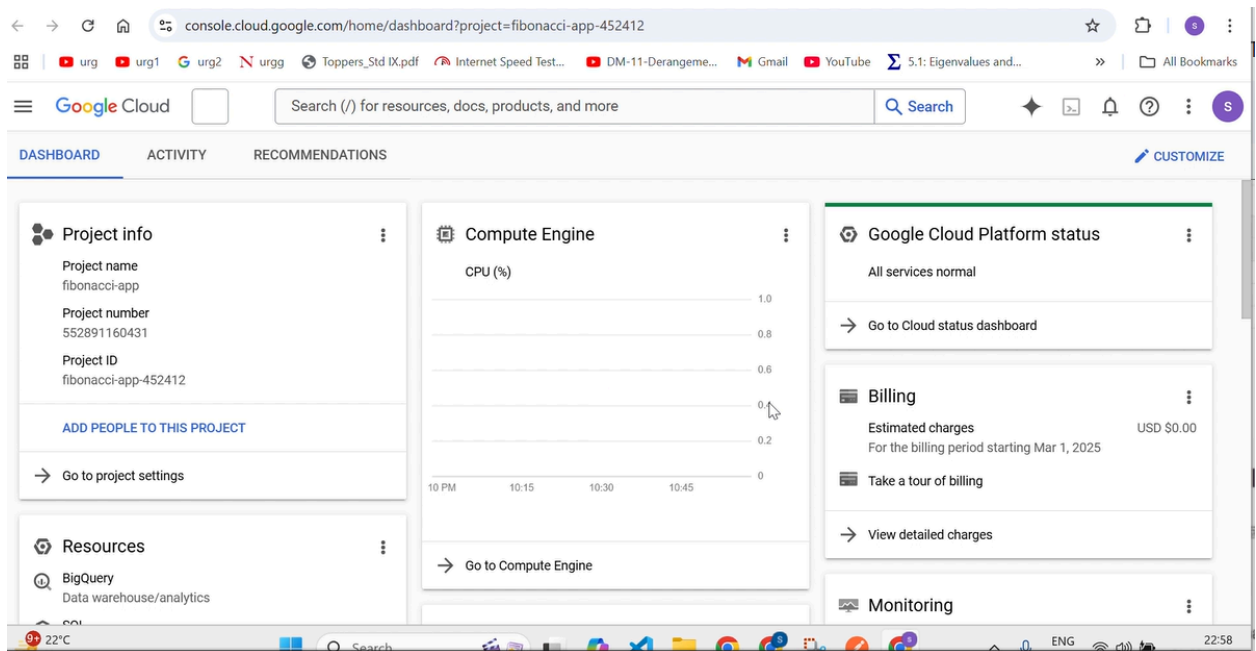 console.cloud.google.com/home/dashboard?project=fibonacci-app-452412
urg urg1 urg2 urgg Toppers_Std IX.pdf Internet Speed Test... DM-11-Derangeme... Gmail YouTube 5.1: Eigenvalues and... » All Bookmarks
Google Cloud Search (/) for resources, docs, products, and more Search S
DASHBOARD ACTIVITY RECOMMENDATIONS CUSTOMIZE
Project info
Project name
fibonacci-app
Project number
552891160431
Project ID
fibonacci-app-452412
ADD PEOPLE TO THIS PROJECT
Go to project settings
Resources
BigQuery
Data warehouse/analytics
SQL
Compute Engine
CPU (%)
1.0
0.8
0.6
0.4
0.2
0
10 PM 10:15 10:30 10:45
Go to Compute Engine
Google Cloud Platform status
All services normal
Go to Cloud status dashboard
Billing
Estimated charges USD $0.00
For the billing period starting Mar 1, 2025
Take a tour of billing
View detailed charges
Monitoring
9+ 22°C Search ENG 22:58